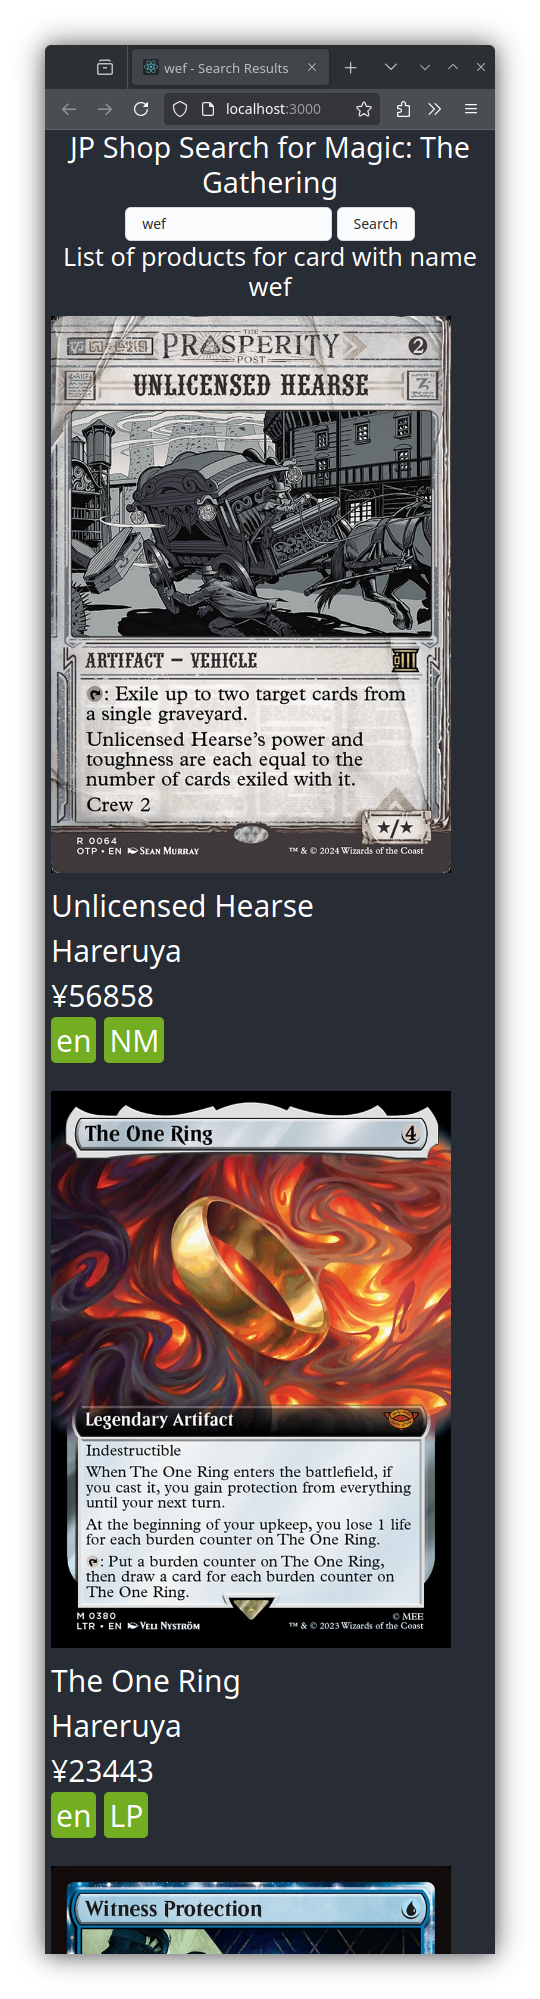 wef - Search Results
localhost:3000
JP Shop Search for Magic: The
Gathering
wef
Search
List of products for card with name
wef
THE
PROSPERITY
POST
2
UNLICENSED HEARSE
ARTIFACT — VEHICLE
: Exile up to two target cards from
a single graveyard.
Unlicensed Hearse's power and
toughness are each equal to the
number of cards exiled with it.
Crew 2
★/★
R 0064
OTP • EN SEAN MURRAY
™ & © 2024 Wizards of the Coast
Unlicensed Hearse
Hareruya
¥56858
en NM
The One Ring 4
Legendary Artifact
Indestructible
When The One Ring enters the battlefield, if
you cast it, you gain protection from everything
until your next turn.
At the beginning of your upkeep, you lose 1 life
for each burden counter on The One Ring.
: Put a burden counter on The One Ring,
then draw a card for each burden counter on
The One Ring.
M 0380 © MEE
LTR • EN VELI NYSTRÖM ™ & © 2023 Wizards of the Coast
The One Ring
Hareruya
¥23443
en LP
Witness Protection